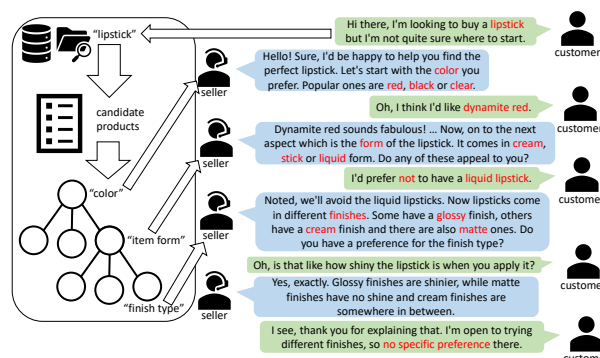 Hi there, I'm looking to buy a lipstick
but I'm not quite sure where to start.
customer
"lipstick"
Hello! Sure, I'd be happy to help you find the
perfect lipstick. Let's start with the color you
prefer. Popular ones are red, black or clear.
seller
Oh, I think I'd like dynamite red.
customer
candidate
products
Dynamite red sounds fabulous! ... Now, on to the next
aspect which is the form of the lipstick. It comes in cream,
stick or liquid form. Do any of these appeal to you?
seller
I'd prefer not to have a liquid lipstick.
customer
"color"
Noted, we'll avoid the liquid lipsticks. Now lipsticks come
in different finishes. Some have a glossy finish, others
have a cream finish and there are also matte ones. Do
you have a preference for the finish type?
seller
"item form"
Oh, is that like how shiny the lipstick is when you apply it?
customer
Yes, exactly. Glossy finishes are shinier, while matte
finishes have no shine and cream finishes are
somewhere in between.
seller
"finish type"
I see, thank you for explaining that. I'm open to trying
different finishes, so no specific preference there.
customer